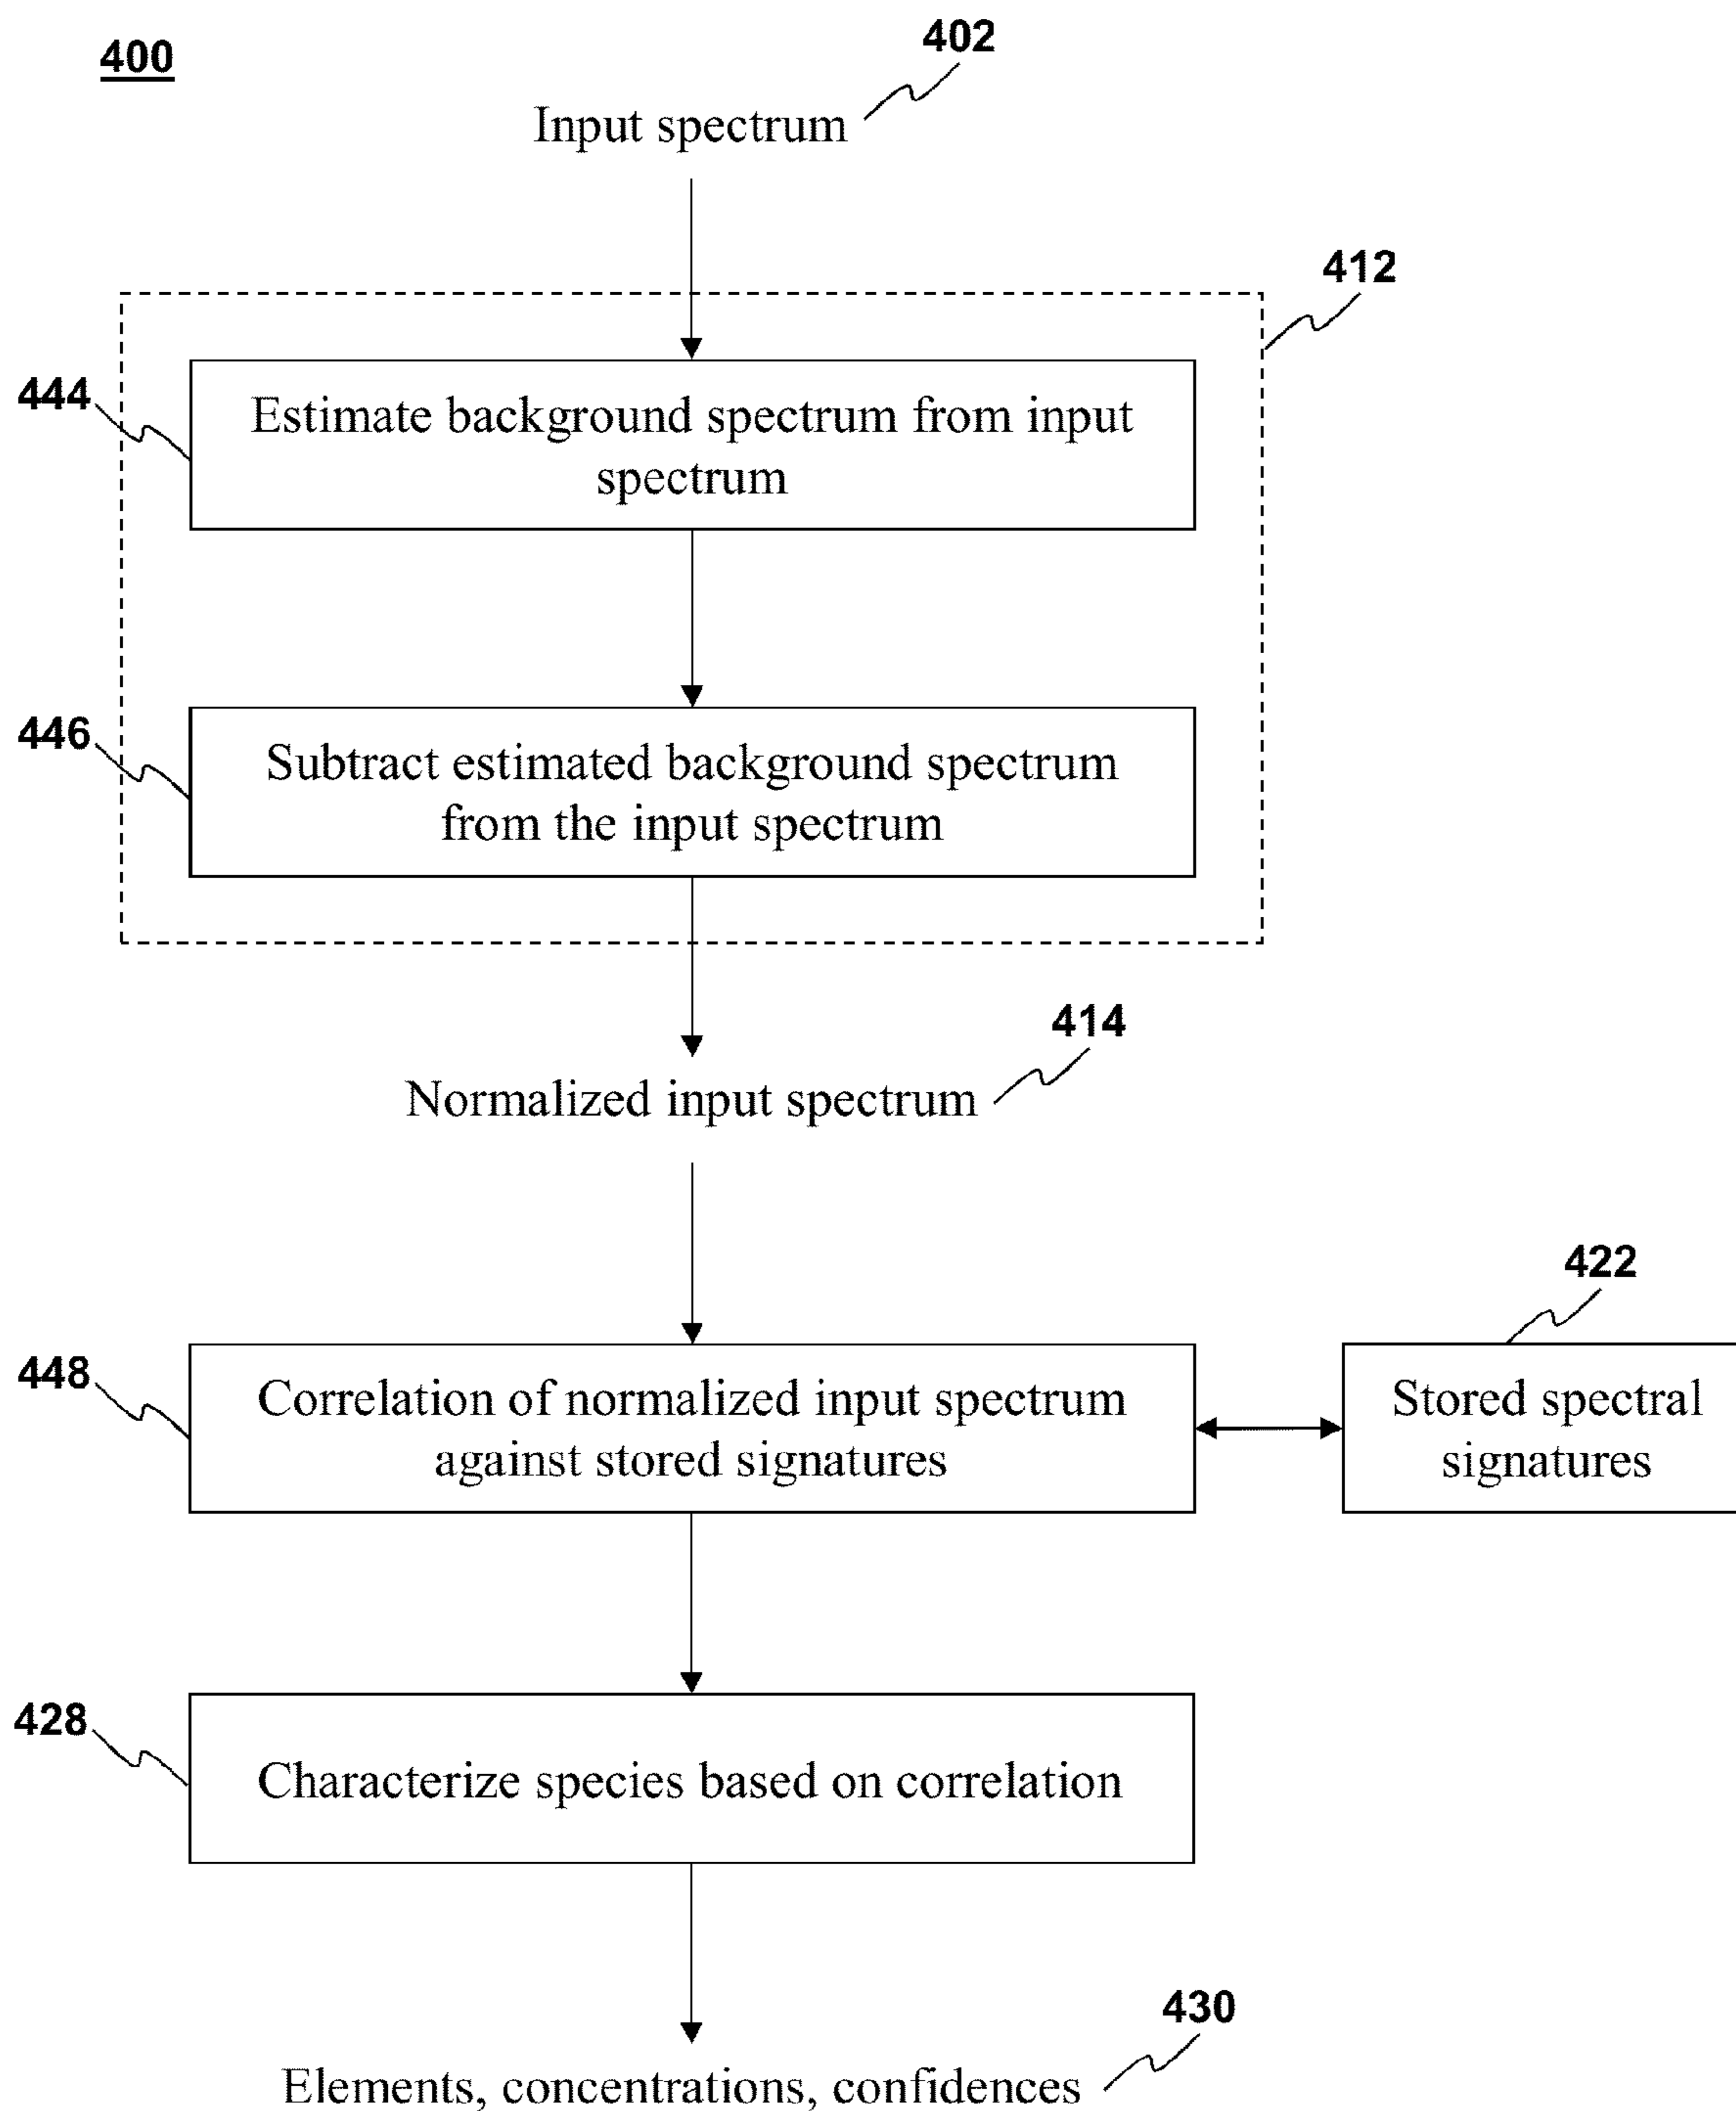 400
402
Input spectrum
412
444
Estimate background spectrum from input
spectrum
446
Subtract estimated background spectrum
from the input spectrum
414
Normalized input spectrum
422
448
Correlation of normalized input spectrum
against stored signatures
Stored spectral
signatures
428
Characterize species based on correlation
430
Elements, concentrations, confidences